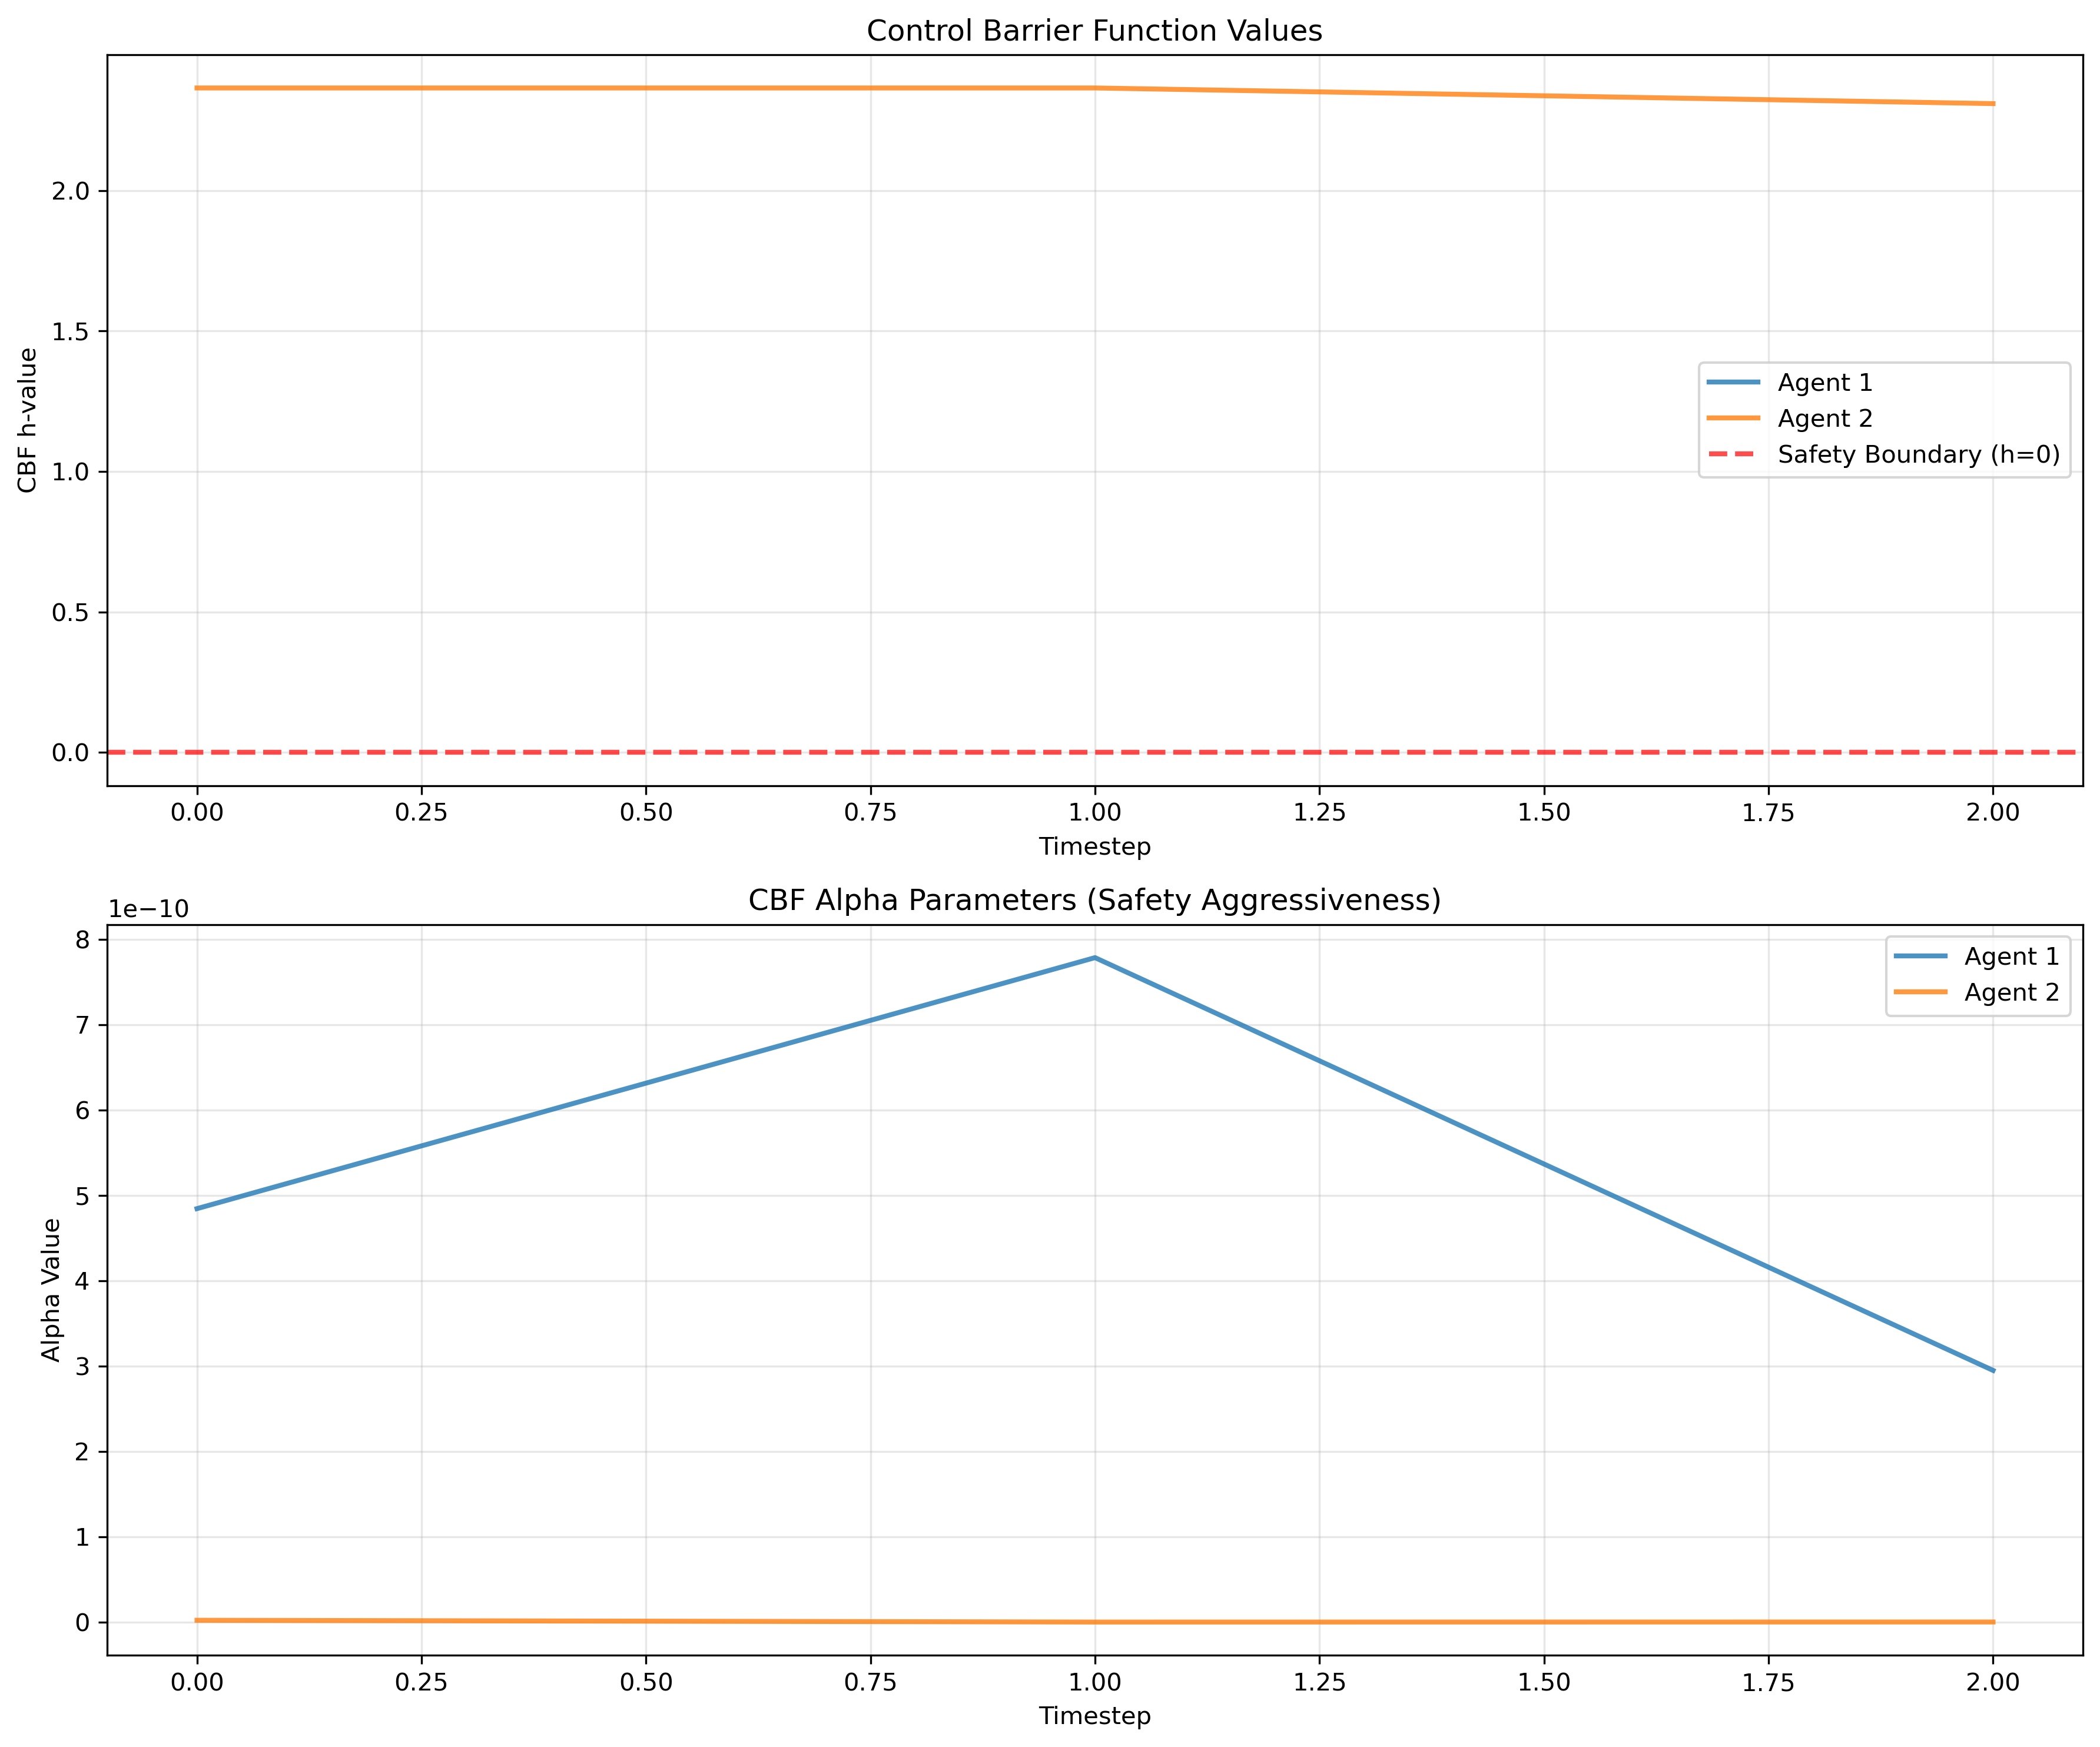 Control Barrier Function Values
CBF h-value
2.0
1.5
1.0
0.5
0.0
Agent 1
Agent 2
Safety Boundary (h=0)
0.00 0.25 0.50 0.75 1.00 1.25 1.50 1.75 2.00
Timestep
CBF Alpha Parameters (Safety Aggressiveness)
1e−10
Alpha Value
8
7
6
5
4
3
2
1
0
Agent 1
Agent 2
0.00 0.25 0.50 0.75 1.00 1.25 1.50 1.75 2.00
Timestep